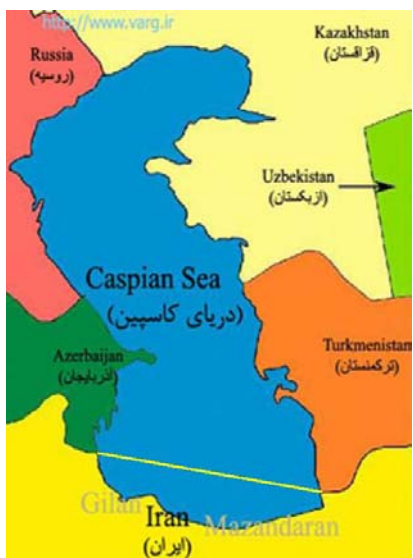 http://www.varg.ir
Kazakhstan
(قزاقستان)
Russia
(روسیه)
Uzbekistan
(ازبکستان)
Caspian Sea
(دریای کاسپین)
Turkmenistan
(ترکمنستان)
Azerbaijan
(آذربایجان)
Gilan
Iran
Mazandaran
(ایران)